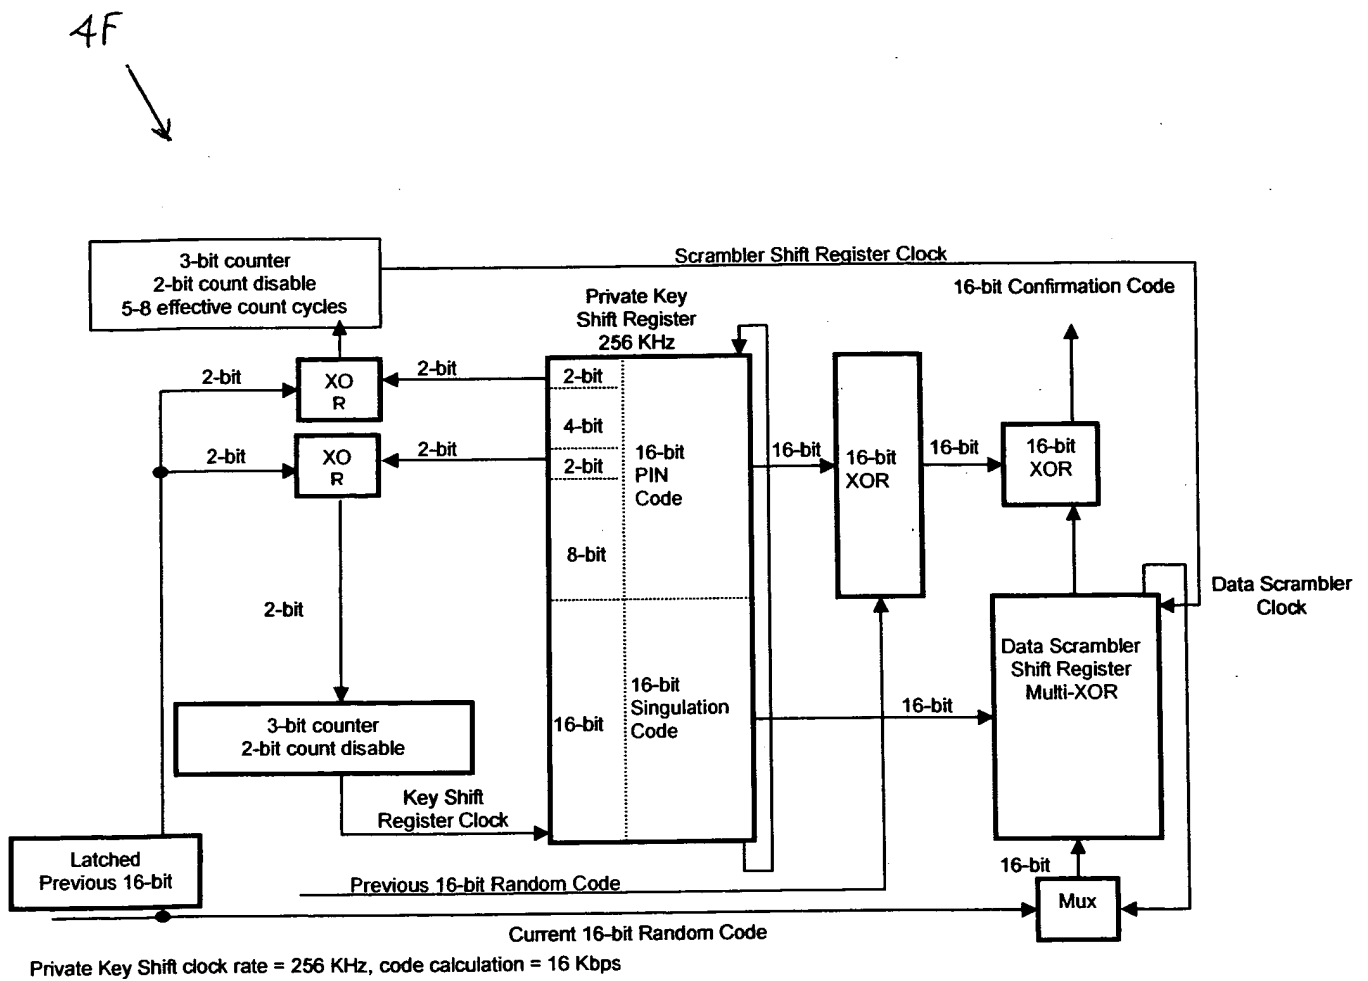 4F
3-bit counter
2-bit count disable
5-8 effective count cycles
Scrambler Shift Register Clock
16-bit Confirmation Code
Private Key
Shift Register
256 KHz
2-bit
XO
R
2-bit
2-bit
4-bit
2-bit
XO
R
2-bit
2-bit
16-bit
PIN
Code
16-bit
16-bit
XOR
16-bit
16-bit
XOR
8-bit
2-bit
Data Scrambler
Clock
Data Scrambler
Shift Register
Multi-XOR
16-bit
16-bit
Singulation
Code
16-bit
3-bit counter
2-bit count disable
Key Shift
Register Clock
Latched
Previous 16-bit
Previous 16-bit Random Code
16-bit
Mux
Current 16-bit Random Code
Private Key Shift clock rate = 256 KHz, code calculation = 16 Kbps